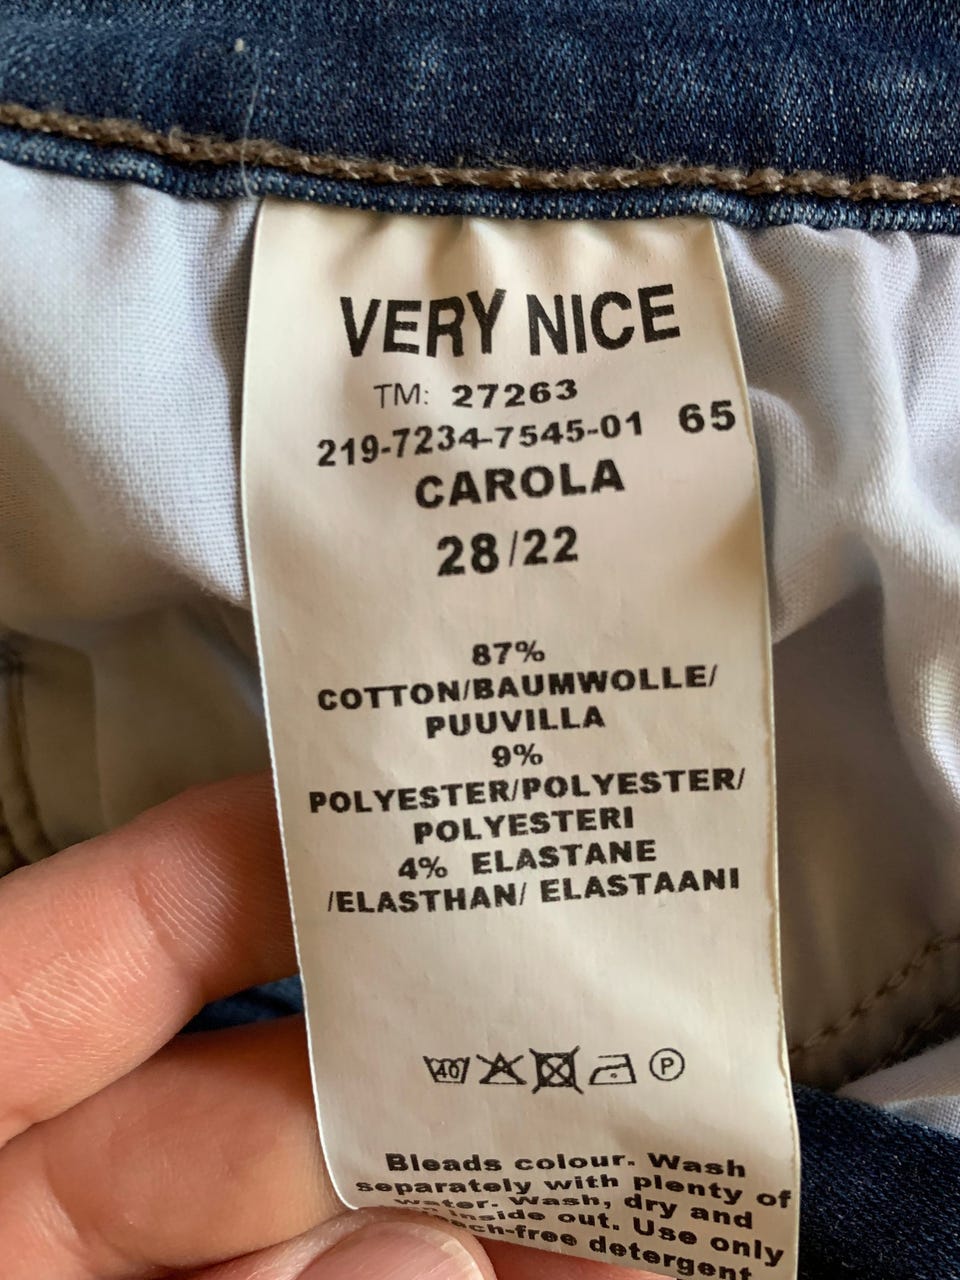 VERY NICE
TM: 27263
219-7234-7545-01 65
CAROLA
28/22
87%
COTTON/BAUMWOLLE/
PUUVILLA
9%
POLYESTER/POLYESTER/
POLYESTERI
4% ELASTANE
/ELASTHAN/ ELASTAANI
40 P
Bleads colour. Wash
separately with plenty of
water. Wash, dry and
inside out. Use only
detergent